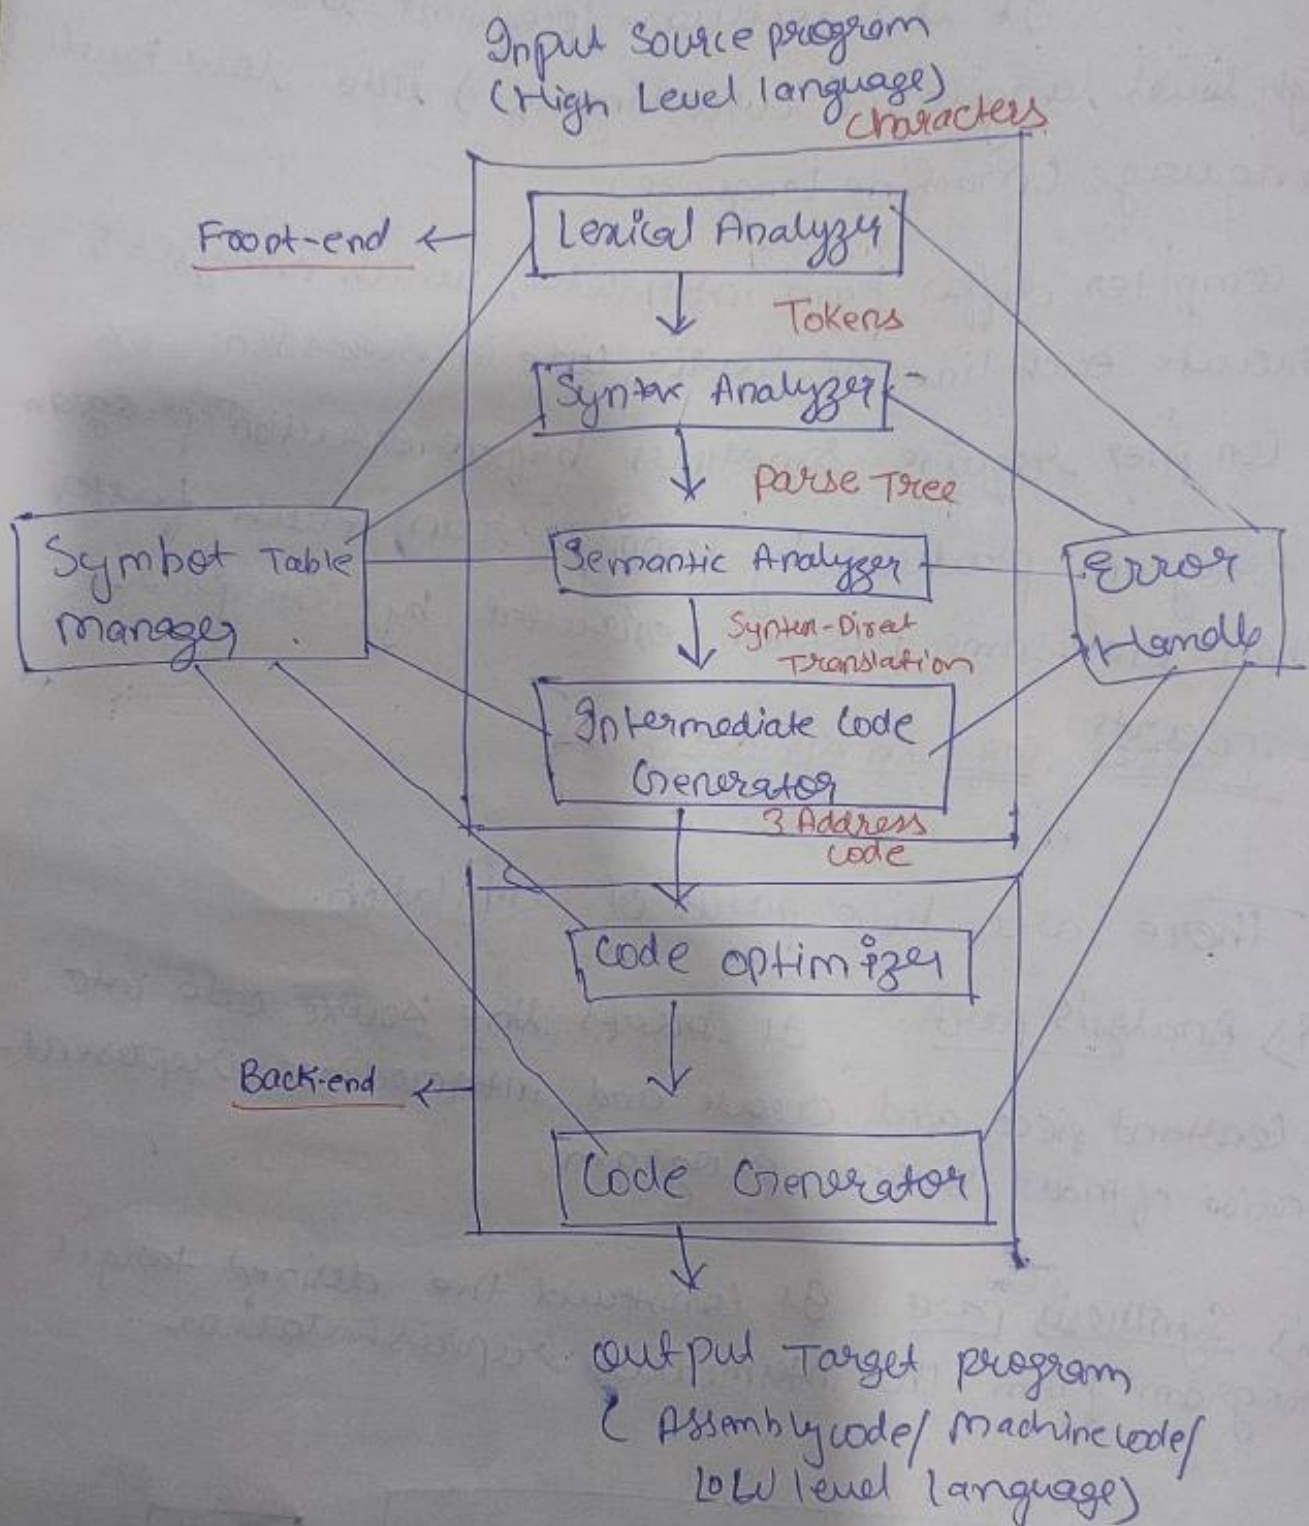 Input Source program
(High Level language)
Characters
Front-end
Lexical Analyzer
Tokens
Syntax Analyzer
Parse Tree
Symbol Table
manager
Semantic Analyzer
Error
Handle
Syntax-Direct
Translation
Intermediate Code
Generator
3 Address
code
Code optimizer
Back-end
Code Generator
output Target program
( Assembly code/ Machine code/
Low level language)